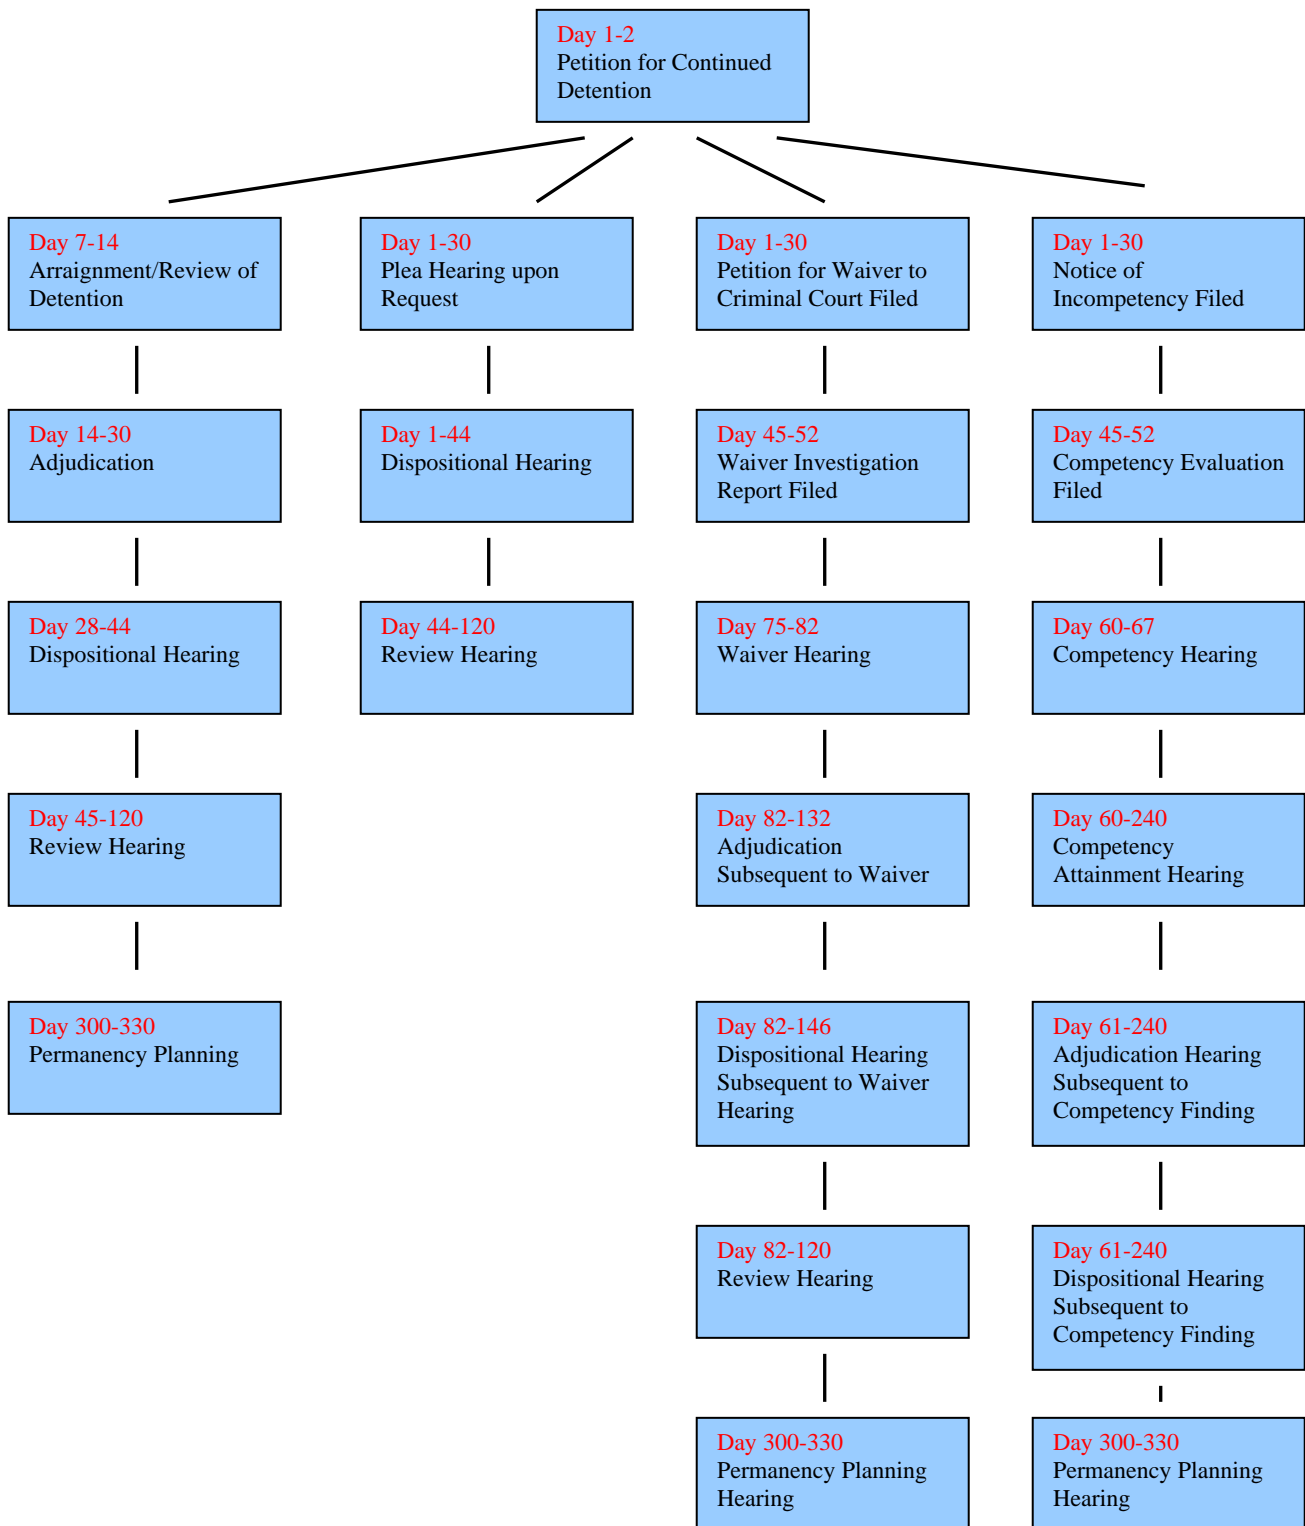 Day 1-2
Petition for Continued
Detention
Day 7-14
Arraignment/Review of
Detention
Day 1-30
Plea Hearing upon
Request
Day 1-30
Petition for Waiver to
Criminal Court Filed
Day 1-30
Notice of
Incompetency Filed
Day 14-30
Adjudication
Day 1-44
Dispositional Hearing
Day 45-52
Waiver Investigation
Report Filed
Day 45-52
Competency Evaluation
Filed
Day 28-44
Dispositional Hearing
Day 44-120
Review Hearing
Day 75-82
Waiver Hearing
Day 60-67
Competency Hearing
Day 45-120
Review Hearing
Day 82-132
Adjudication
Subsequent to Waiver
Day 60-240
Competency
Attainment Hearing
Day 300-330
Permanency Planning
Day 82-146
Dispositional Hearing
Subsequent to Waiver
Hearing
Day 61-240
Adjudication Hearing
Subsequent to
Competency Finding
Day 82-120
Review Hearing
Day 61-240
Dispositional Hearing
Subsequent to
Competency Finding
Day 300-330
Permanency Planning
Hearing
Day 300-330
Permanency Planning
Hearing